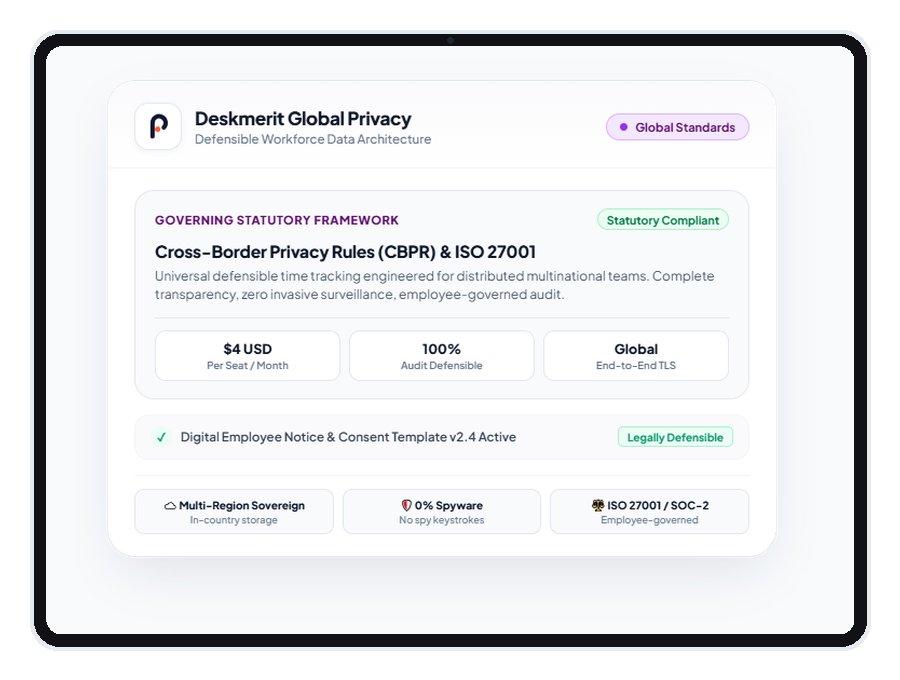 Deskmerit Global Privacy
Defensible Workforce Data Architecture
Global Standards
GOVERNING STATUTORY FRAMEWORK
Statutory Compliant
Cross-Border Privacy Rules (CBPR) & ISO 27001
Universal defensible time tracking engineered for distributed multinational teams. Complete
transparency, zero invasive surveillance, employee-governed audit.
$4 USD
Per Seat / Month
100%
Audit Defensible
Global
End-to-End TLS
✓ Digital Employee Notice & Consent Template v2.4 Active
Legally Defensible
Multi-Region Sovereign
In-country storage
0% Spyware
No spy keystrokes
ISO 27001 / SOC-2
Employee-governed